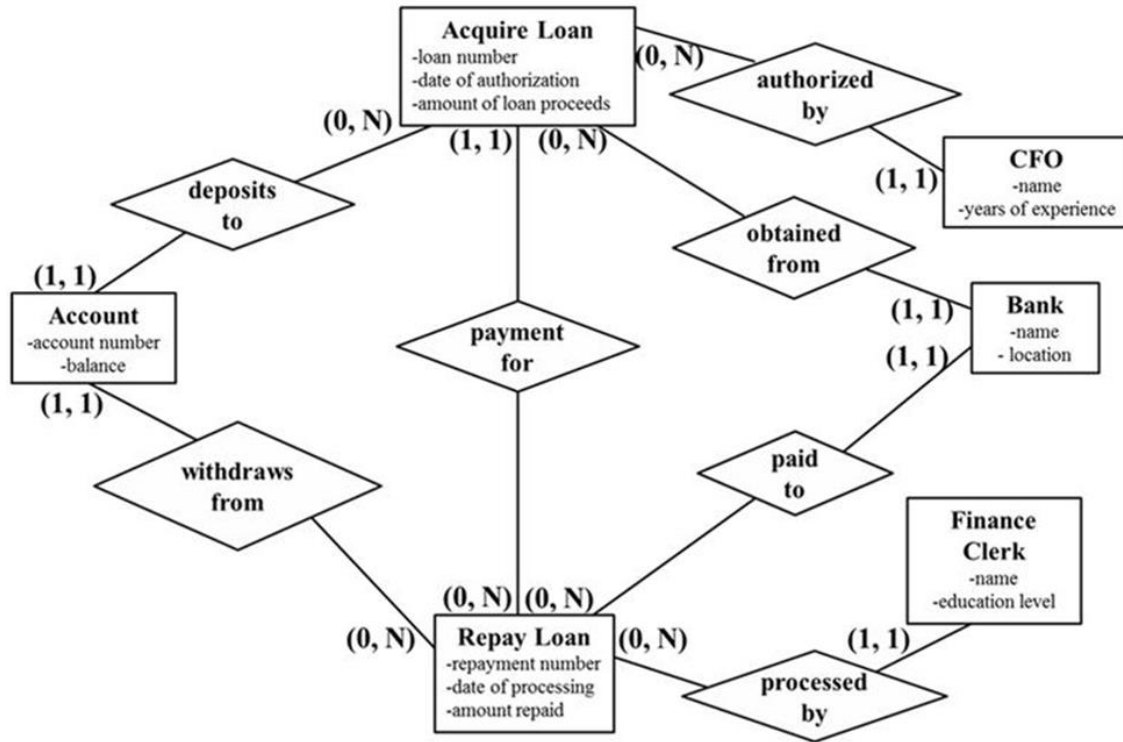 Acquire Loan
-loan number
-date of authorization
-amount of loan proceeds
(0, N)
authorized
by
(0, N)
(1, 1)
(0, N)
(1, 1)
CFO
-name
-years of experience
deposits
to
obtained
from
(1, 1)
Account
-account number
-balance
(1, 1)
payment
for
(1, 1)
Bank
-name
- location
(1, 1)
withdraws
from
paid
to
Finance
Clerk
-name
-education level
(0, N)
(0, N)
(0, N)
Repay Loan
-repayment number
-date of processing
-amount repaid
(0, N)
(1, 1)
processed
by